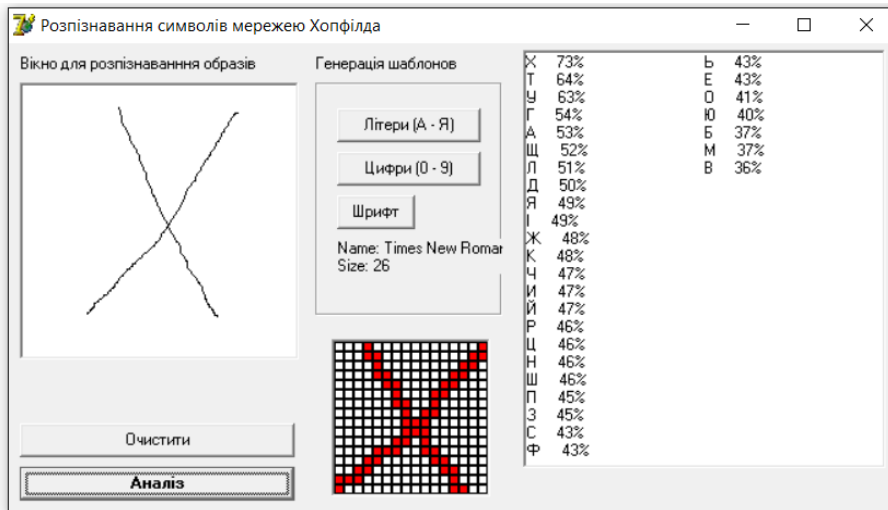 Розпізнавання символів мережею Хопфілда
Вікно для розпізнаванння образів
Генерація шаблонов
Літери (А - Я)
Цифри (0 - 9)
Шрифт
Name: Times New Roman
Size: 26
Очистити
Аналіз
Х 73%
Т 64%
У 63%
Г 54%
А 53%
Щ 52%
Л 51%
Д 50%
Я 49%
І 49%
Ж 48%
К 48%
Ч 47%
И 47%
Й 47%
Р 46%
Ц 46%
Н 46%
Ш 46%
П 45%
З 45%
С 43%
Ф 43%
Ь 43%
Е 43%
О 41%
Ю 40%
Б 37%
М 37%
В 36%